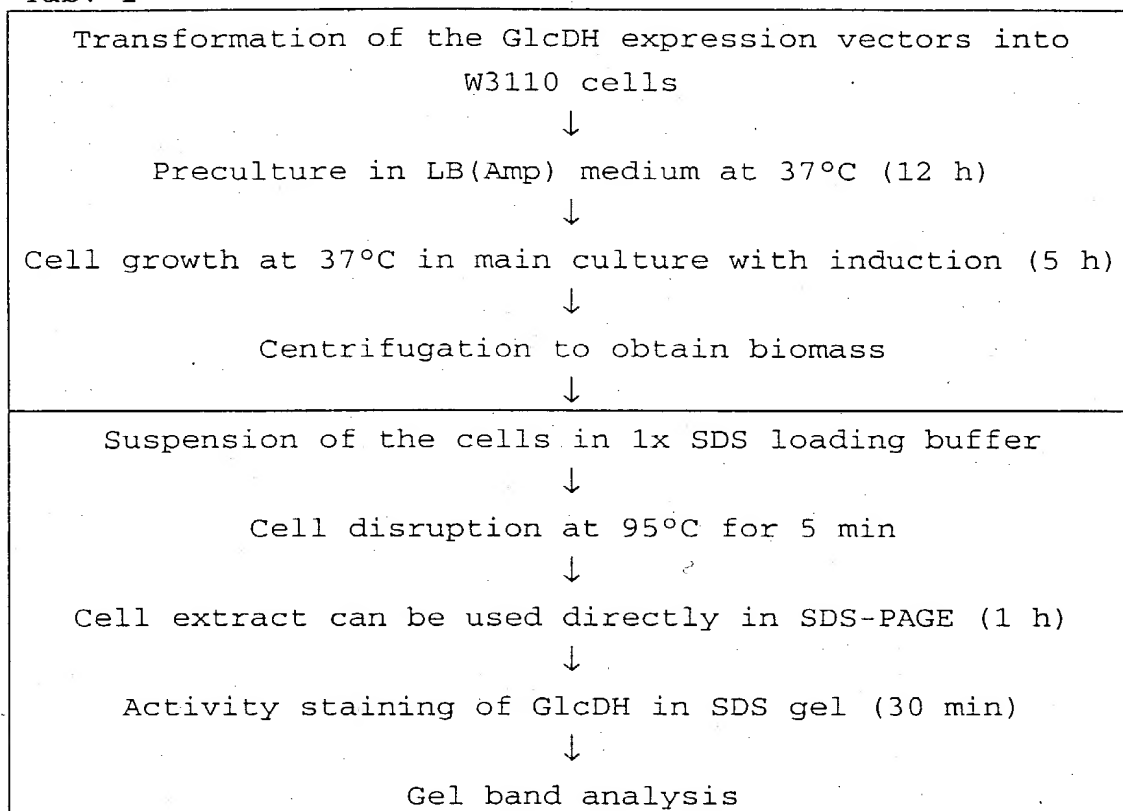 Transformation of the GlcDH expression vectors into
W3110 cells
↓
Preculture in LB(Amp) medium at 37°C (12 h)
↓
Cell growth at 37°C in main culture with induction (5 h)
↓
Centrifugation to obtain biomass
↓
Suspension of the cells in 1x SDS loading buffer
↓
Cell disruption at 95°C for 5 min
↓
Cell extract can be used directly in SDS-PAGE (1 h)
↓
Activity staining of GlcDH in SDS gel (30 min)
↓
Gel band analysis